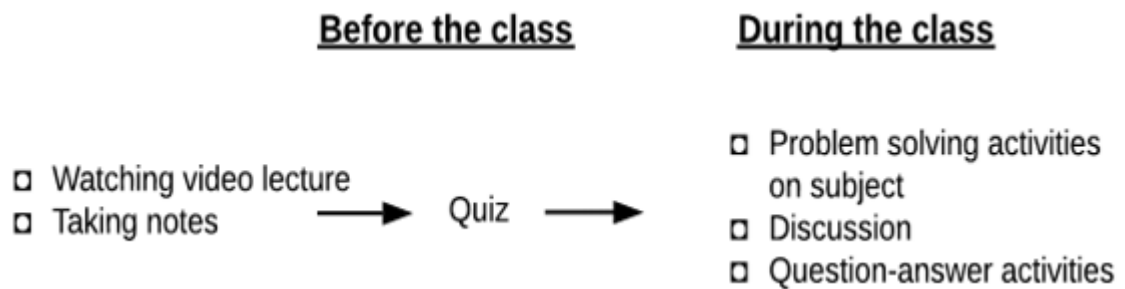 Before the class
During the class
Watching video lecture
Taking notes
Quiz
Problem solving activities
on subject
Discussion
Question-answer activities